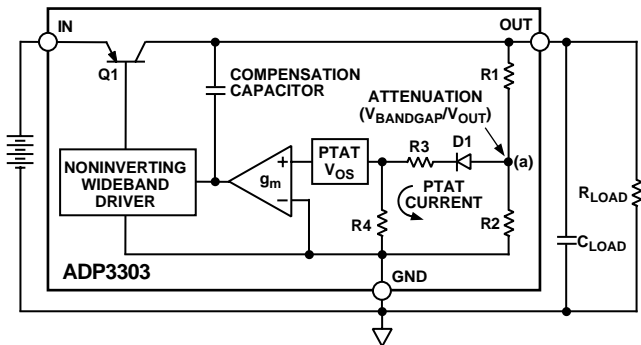 IN
OUT
Q1
COMPENSATION
CAPACITOR
R1
ATTENUATION
(VBANDGAP/VOUT)
NONINVERTING
WIDEBAND
DRIVER
gm
+
−
PTAT
VOS
R3
D1
(a)
PTAT
CURRENT
R4
R2
RLOAD
CLOAD
ADP3303
GND